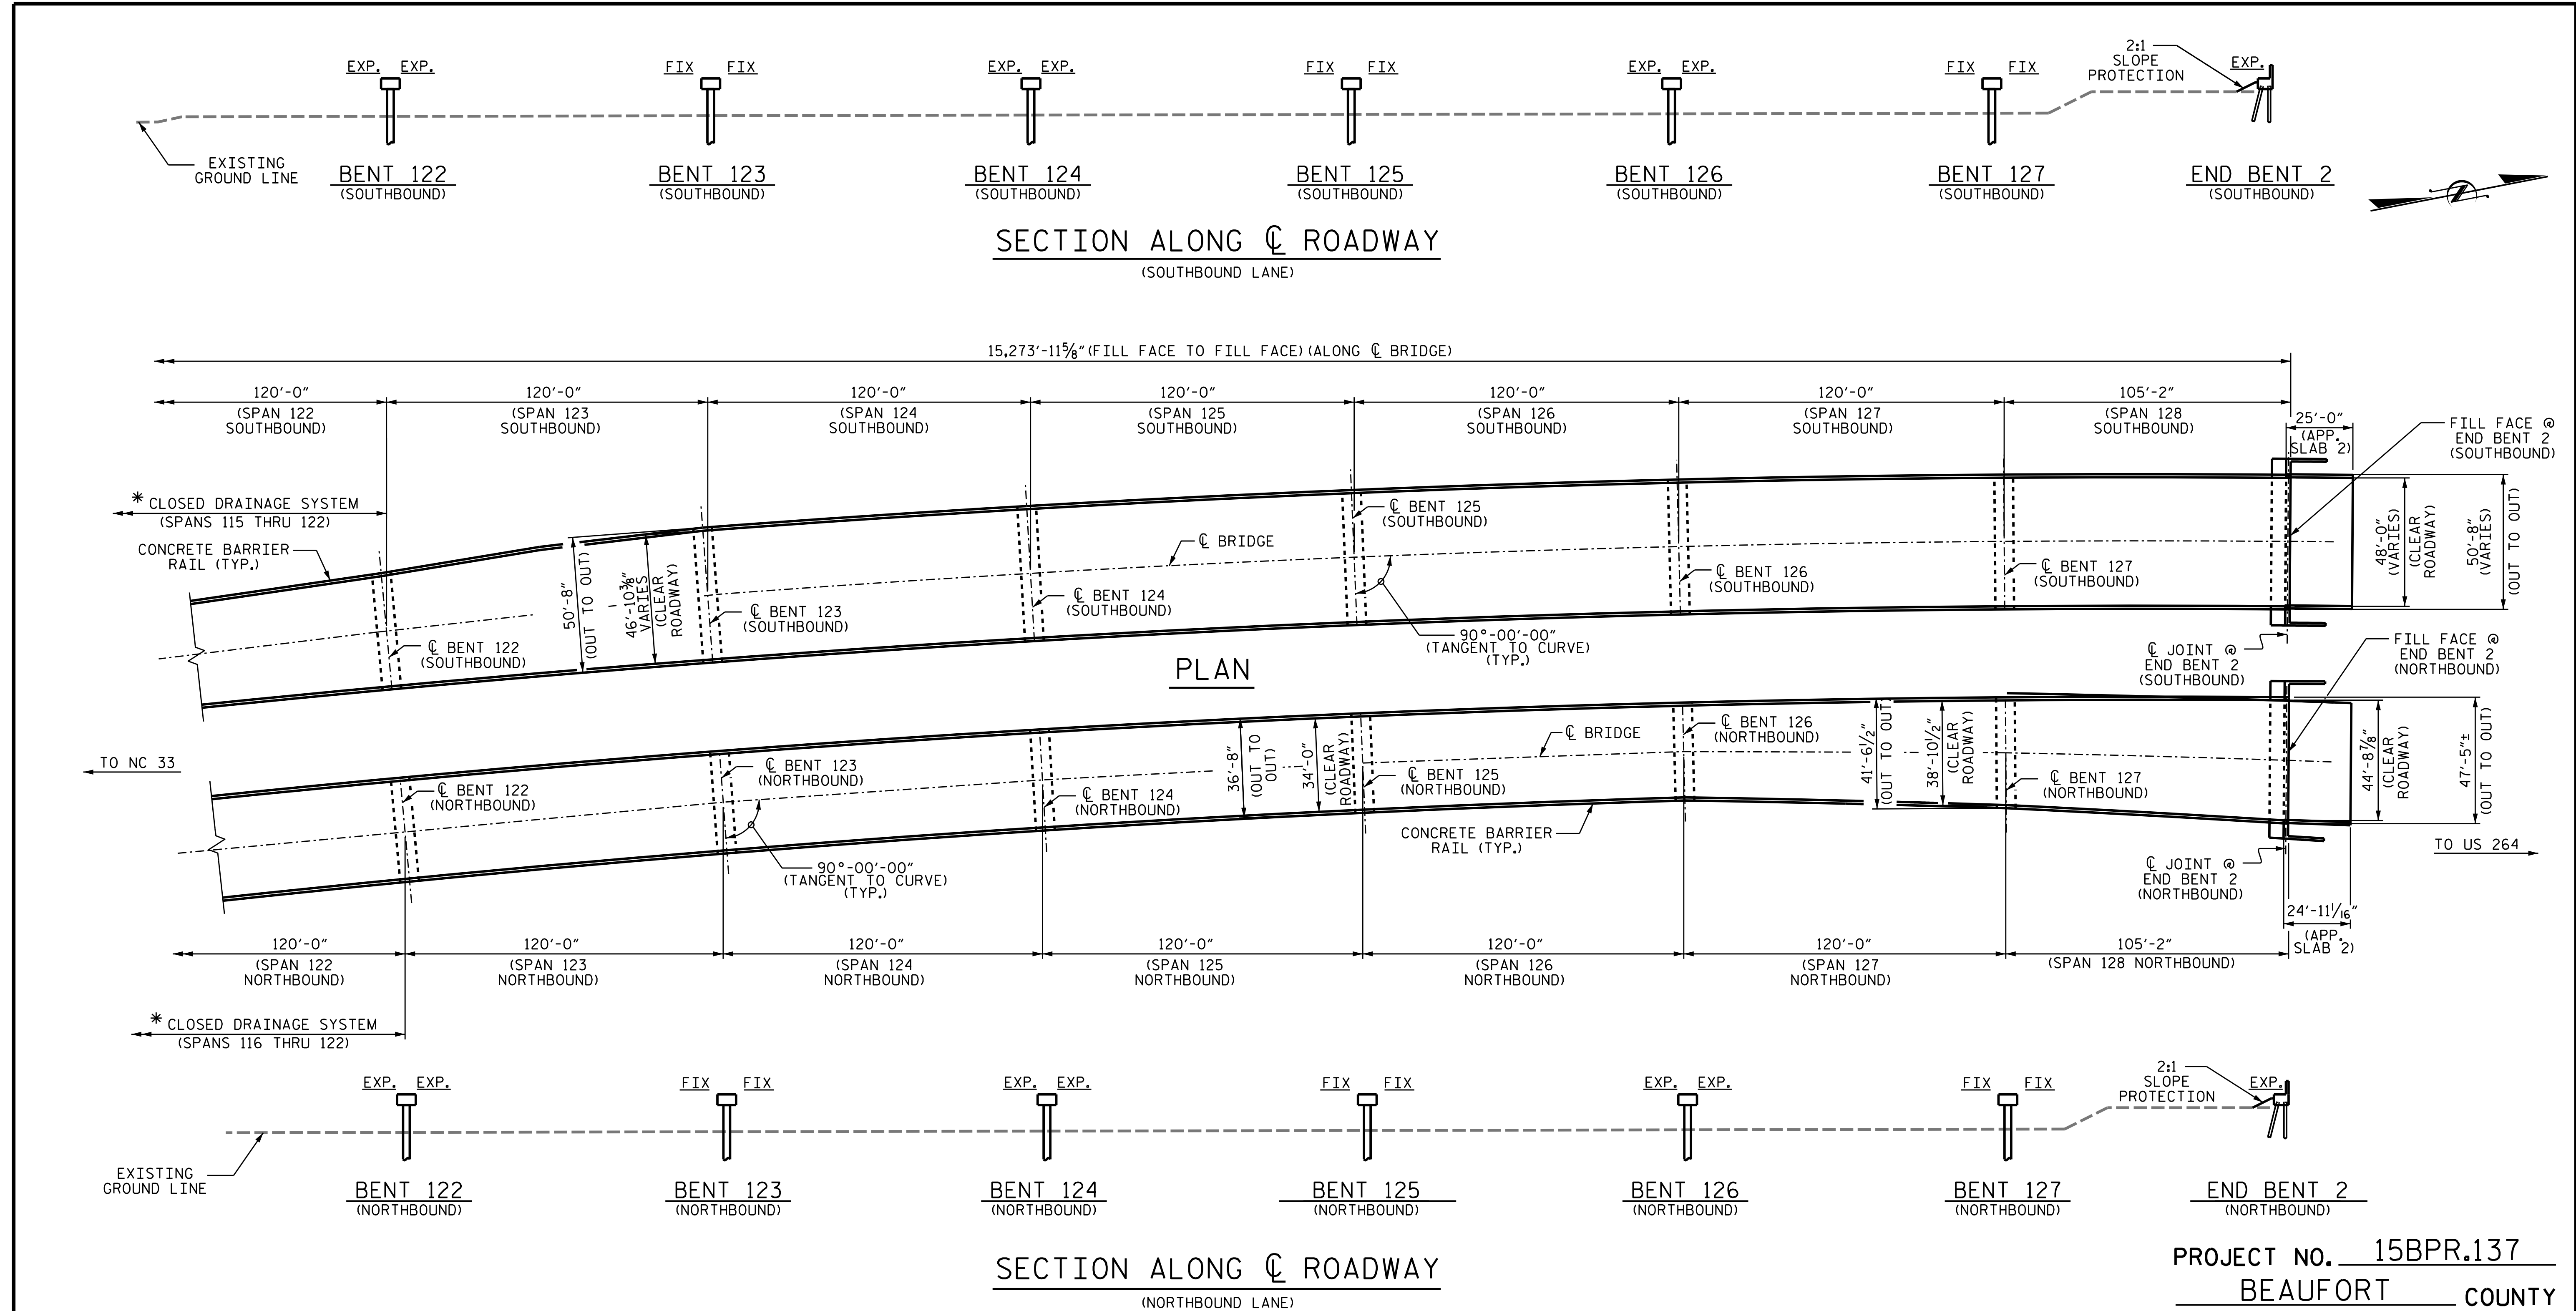 EXP. EXP.
FIX FIX
EXP. EXP.
FIX FIX
EXP. EXP.
FIX FIX
2:1
SLOPE
PROTECTION
EXP.
EXISTING
GROUND LINE
BENT 122
(SOUTHBOUND)
BENT 123
(SOUTHBOUND)
BENT 124
(SOUTHBOUND)
BENT 125
(SOUTHBOUND)
BENT 126
(SOUTHBOUND)
BENT 127
(SOUTHBOUND)
END BENT 2
(SOUTHBOUND)
SECTION ALONG ℄ ROADWAY
(SOUTHBOUND LANE)
15,273'-11⅝" (FILL FACE TO FILL FACE) (ALONG ℄ BRIDGE)
120'-0"
(SPAN 122
SOUTHBOUND)
120'-0"
(SPAN 123
SOUTHBOUND)
120'-0"
(SPAN 124
SOUTHBOUND)
120'-0"
(SPAN 125
SOUTHBOUND)
120'-0"
(SPAN 126
SOUTHBOUND)
120'-0"
(SPAN 127
SOUTHBOUND)
105'-2"
(SPAN 128
SOUTHBOUND)
25'-0"
(APP.
SLAB 2)
FILL FACE @
END BENT 2
(SOUTHBOUND)
* CLOSED DRAINAGE SYSTEM
(SPANS 115 THRU 122)
CONCRETE BARRIER
RAIL (TYP.)
℄ BENT 122
(SOUTHBOUND)
50'-8"
(OUT TO OUT)
46'-10⅜"
VARIES
(CLEAR
ROADWAY)
℄ BENT 123
(SOUTHBOUND)
℄ BENT 124
(SOUTHBOUND)
℄ BRIDGE
℄ BENT 125
(SOUTHBOUND)
90°-00'-00"
(TANGENT TO CURVE)
(TYP.)
℄ BENT 126
(SOUTHBOUND)
℄ BENT 127
(SOUTHBOUND)
48'-0"
(VARIES)
(CLEAR
ROADWAY)
50'-8"
(VARIES)
(OUT TO OUT)
℄ JOINT @
END BENT 2
(SOUTHBOUND)
FILL FACE @
END BENT 2
(NORTHBOUND)
PLAN
TO NC 33
℄ BENT 122
(NORTHBOUND)
℄ BENT 123
(NORTHBOUND)
90°-00'-00"
(TANGENT TO CURVE)
(TYP.)
℄ BENT 124
(NORTHBOUND)
36'-8"
(OUT TO
OUT)
34'-0"
(CLEAR
ROADWAY)
℄ BENT 125
(NORTHBOUND)
℄ BRIDGE
CONCRETE BARRIER
RAIL (TYP.)
℄ BENT 126
(NORTHBOUND)
41'-6½"
(OUT TO OUT)
38'-10½"
(CLEAR
ROADWAY)
℄ BENT 127
(NORTHBOUND)
44'-8⅞"
(CLEAR
ROADWAY)
47'-5"±
(OUT TO OUT)
TO US 264
℄ JOINT @
END BENT 2
(NORTHBOUND)
24'-11¹⁄₁₆"
(APP.
SLAB 2)
120'-0"
(SPAN 122
NORTHBOUND)
120'-0"
(SPAN 123
NORTHBOUND)
120'-0"
(SPAN 124
NORTHBOUND)
120'-0"
(SPAN 125
NORTHBOUND)
120'-0"
(SPAN 126
NORTHBOUND)
120'-0"
(SPAN 127
NORTHBOUND)
105'-2"
(SPAN 128 NORTHBOUND)
* CLOSED DRAINAGE SYSTEM
(SPANS 116 THRU 122)
EXP. EXP.
FIX FIX
EXP. EXP.
FIX FIX
EXP. EXP.
FIX FIX
2:1
SLOPE
PROTECTION
EXP.
EXISTING
GROUND LINE
BENT 122
(NORTHBOUND)
BENT 123
(NORTHBOUND)
BENT 124
(NORTHBOUND)
BENT 125
(NORTHBOUND)
BENT 126
(NORTHBOUND)
BENT 127
(NORTHBOUND)
END BENT 2
(NORTHBOUND)
SECTION ALONG ℄ ROADWAY
(NORTHBOUND LANE)
PROJECT NO. 15BPR.137
BEAUFORT COUNTY